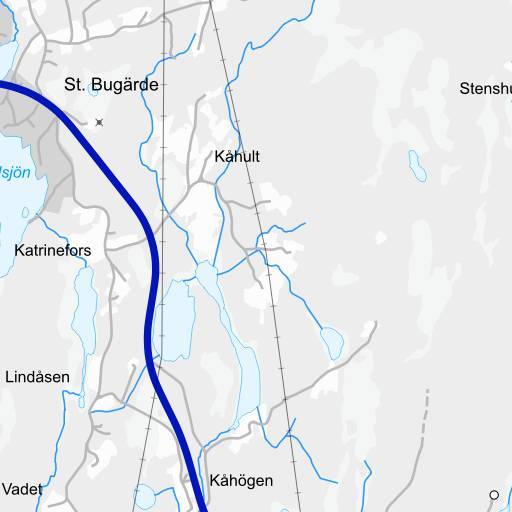 St. Bugärde
Stenshu
Kåhult
lsjön
Katrinefors
Lindåsen
Kåhögen
Vadet